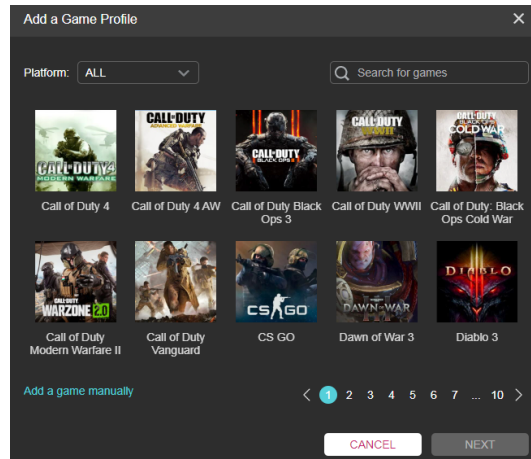 Add a Game Profile
Platform: ALL
Search for games
CALL OF DUTY 4
MODERN WARFARE
CALL OF DUTY
ADVANCED WARFARE
CALL OF DUTY
BLACK OPS III
CALL OF DUTY
WWII
CALL OF DUTY
BLACK OPS
COLD WAR
Call of Duty 4
Call of Duty 4 AW
Call of Duty Black
Ops 3
Call of Duty WWII
Call of Duty: Black
Ops Cold War
CALL OF DUTY
WARZONE 2.0
CS GO
DAWN OF WAR
III
DIABLO
Call of Duty
Modern Warfare II
Call of Duty
Vanguard
CS GO
Dawn of War 3
Diablo 3
Add a game manually
< 1 2 3 4 5 6 7 ... 10 >
CANCEL
NEXT